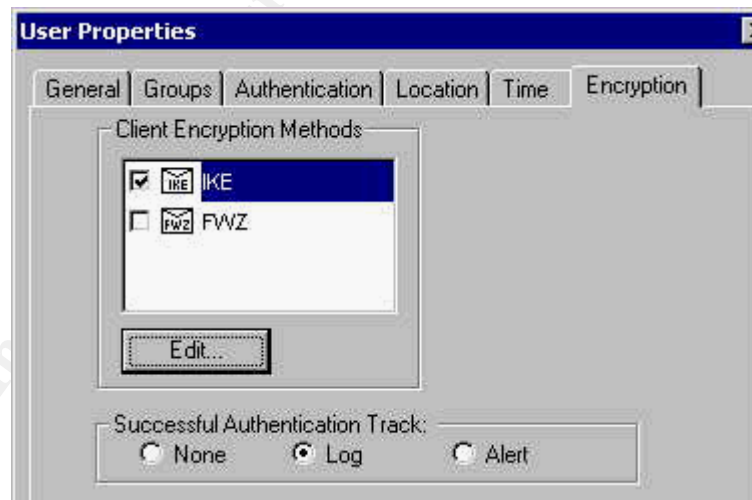 User Properties
General Groups Authentication Location Time Encryption
Client Encryption Methods
IKE IKE
FWZ FWZ
Edit...
Successful Authentication Track:
None Log Alert